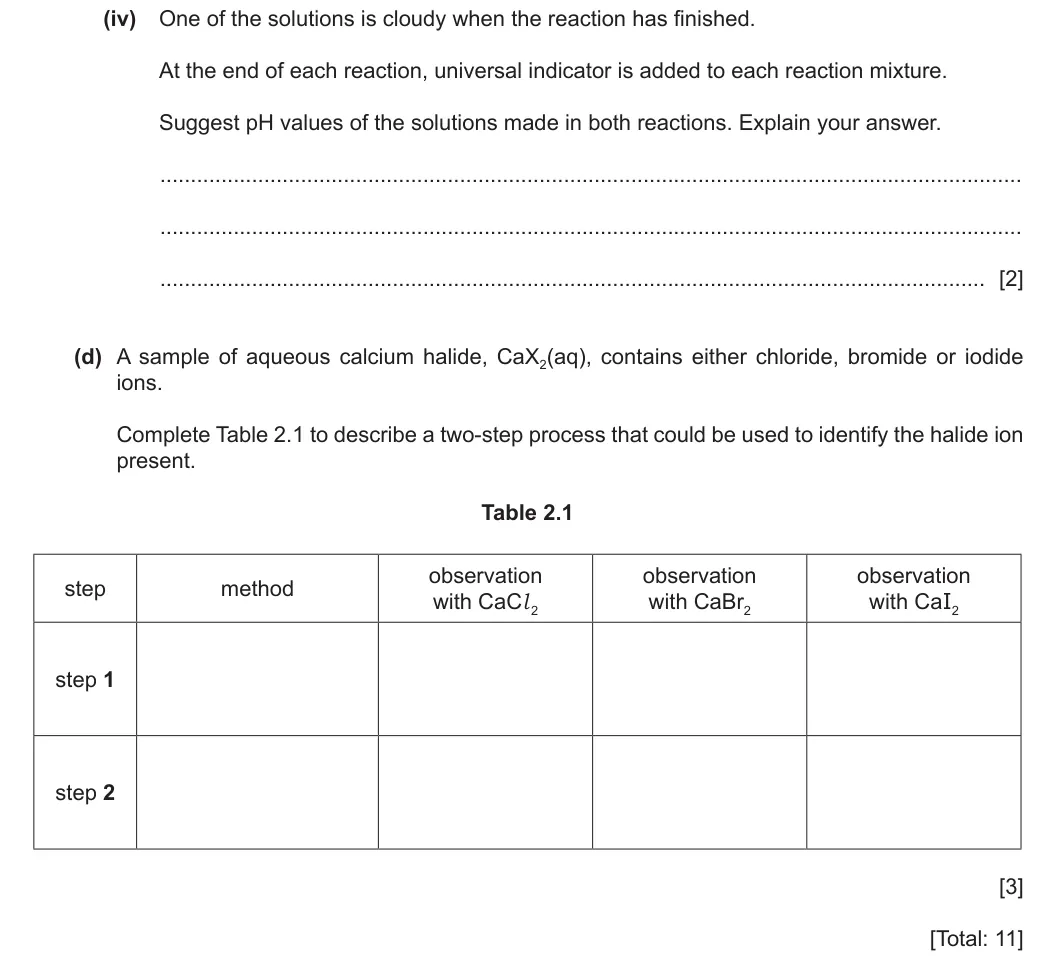 (iv) One of the solutions is cloudy when the reaction has finished.
At the end of each reaction, universal indicator is added to each reaction mixture.
Suggest pH values of the solutions made in both reactions. Explain your answer.
[2]
(d) A sample of aqueous calcium halide, CaX₂(aq), contains either chloride, bromide or iodide
ions.
Complete Table 2.1 to describe a two-step process that could be used to identify the halide ion
present.
Table 2.1
step method observation with CaCl₂ observation with CaBr₂ observation with CaI₂
step 1
step 2
[3]
[Total: 11]